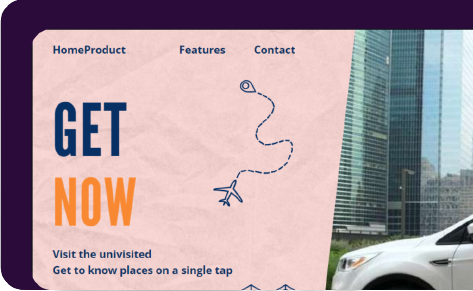 HomeProduct Features Contact
GET
NOW
Visit the univisited
Get to know places on a single tap